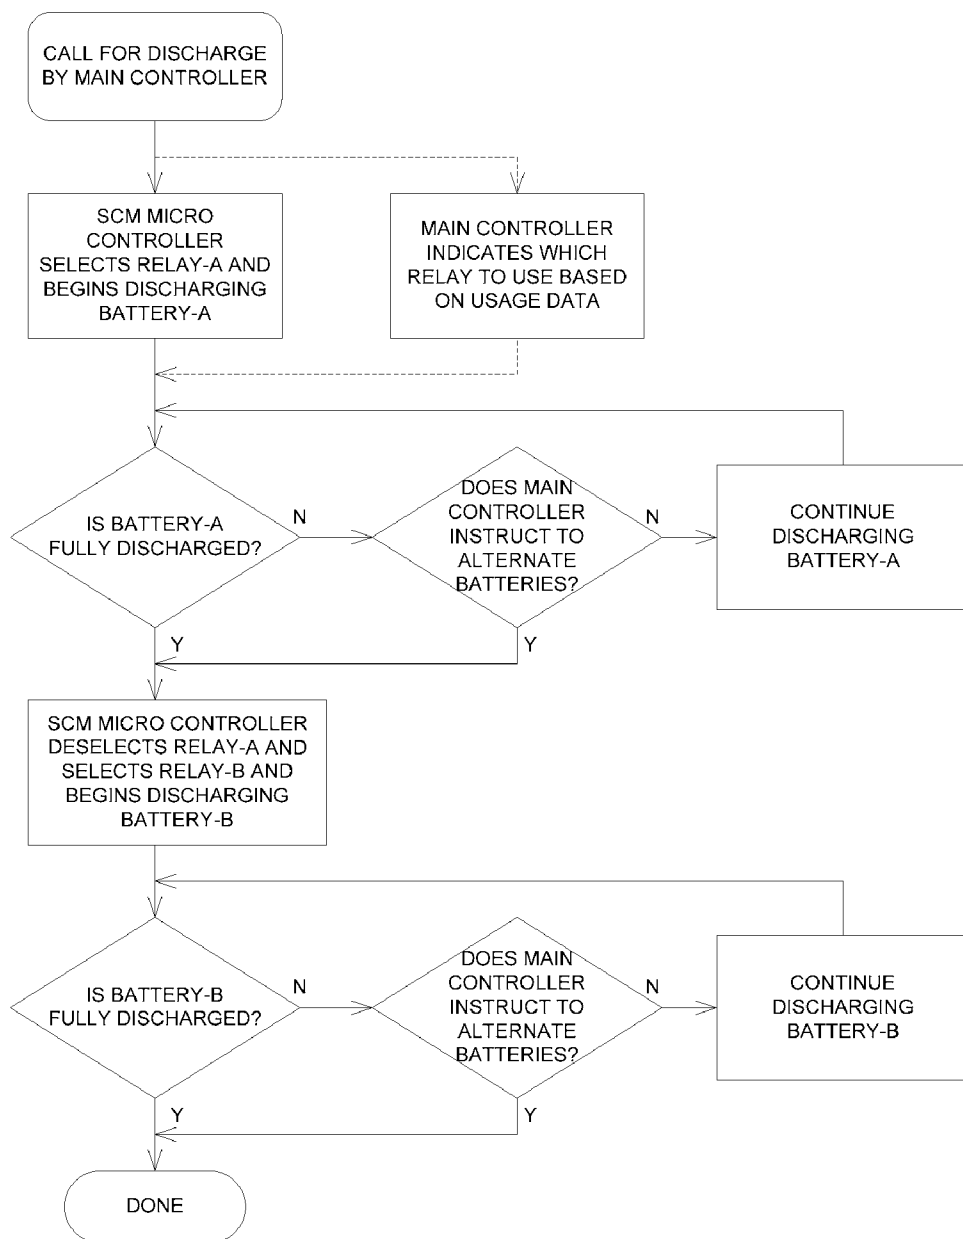 CALL FOR DISCHARGE
BY MAIN CONTROLLER
SCM MICRO
CONTROLLER
SELECTS RELAY-A AND
BEGINS DISCHARGING
BATTERY-A
MAIN CONTROLLER
INDICATES WHICH
RELAY TO USE BASED
ON USAGE DATA
IS BATTERY-A
FULLY DISCHARGED?
N
Y
DOES MAIN
CONTROLLER
INSTRUCT TO
ALTERNATE
BATTERIES?
N
Y
CONTINUE
DISCHARGING
BATTERY-A
SCM MICRO CONTROLLER
DESELECTS RELAY-A AND
SELECTS RELAY-B AND
BEGINS DISCHARGING
BATTERY-B
IS BATTERY-B
FULLY DISCHARGED?
N
Y
DOES MAIN
CONTROLLER
INSTRUCT TO
ALTERNATE
BATTERIES?
N
Y
CONTINUE
DISCHARGING
BATTERY-B
DONE